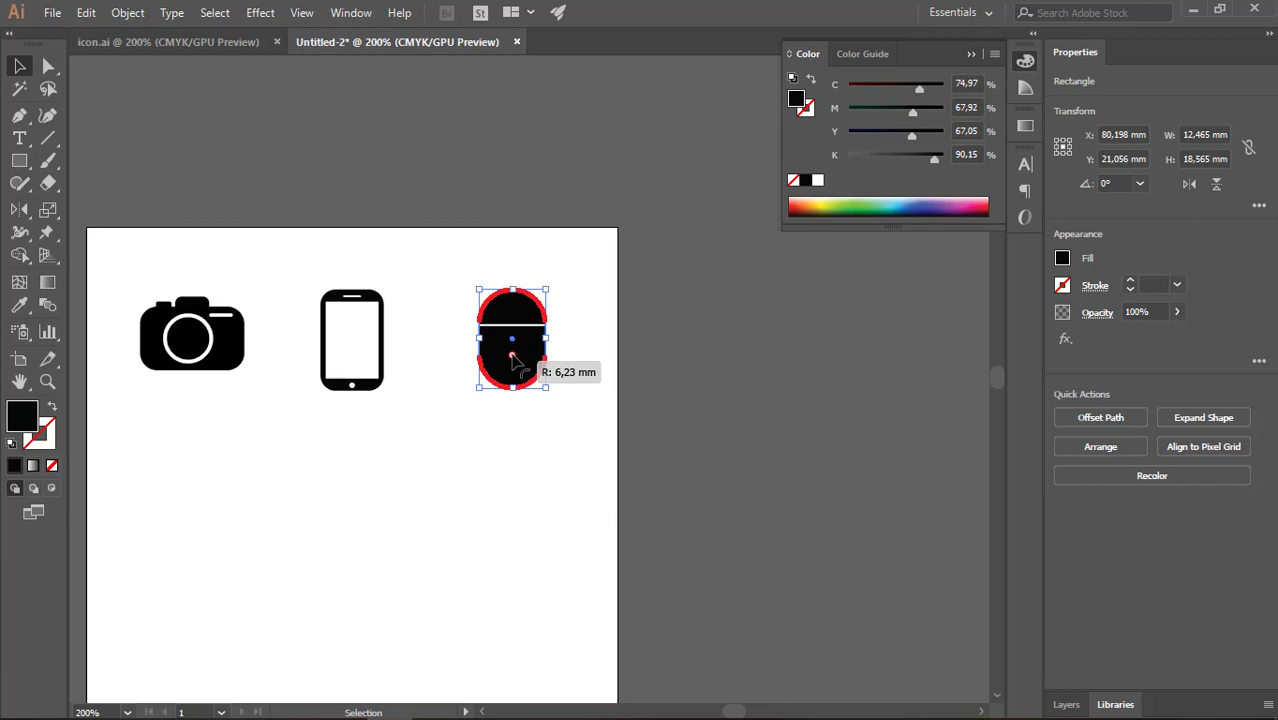 Ai File Edit Object Type Select Effect View Window Help Br St Essentials Search Adobe Stock
icon.ai @ 200% (CMYK/GPU Preview) Untitled-2* @ 200% (CMYK/GPU Preview)
Color Color Guide
C 74,97 %
M 67,92 %
Y 67,05 %
K 90,15 %
Properties
Rectangle
Transform
X: 80,198 mm W: 12,465 mm
Y: 21,056 mm H: 18,565 mm
0°
Appearance
Fill
Stroke
Opacity 100%
fx.
Quick Actions
Offset Path Expand Shape
Arrange Align to Pixel Grid
Recolor
R: 6,23 mm
200% 1 Selection
Layers Libraries